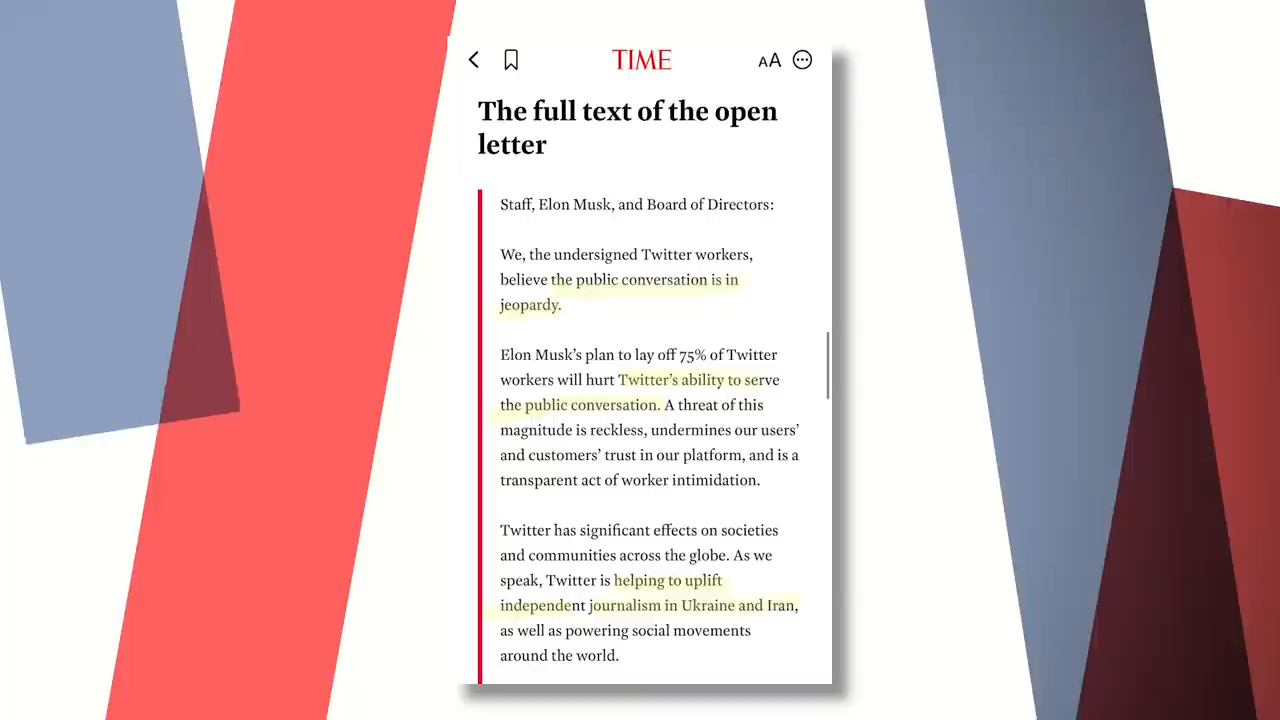 TIME
AA
The full text of the open
letter
Staff, Elon Musk, and Board of Directors:
We, the undersigned Twitter workers,
believe the public conversation is in
jeopardy.
Elon Musk’s plan to lay off 75% of Twitter
workers will hurt Twitter’s ability to serve
the public conversation. A threat of this
magnitude is reckless, undermines our users’
and customers’ trust in our platform, and is a
transparent act of worker intimidation.
Twitter has significant effects on societies
and communities across the globe. As we
speak, Twitter is helping to uplift
independent journalism in Ukraine and Iran,
as well as powering social movements
around the world.